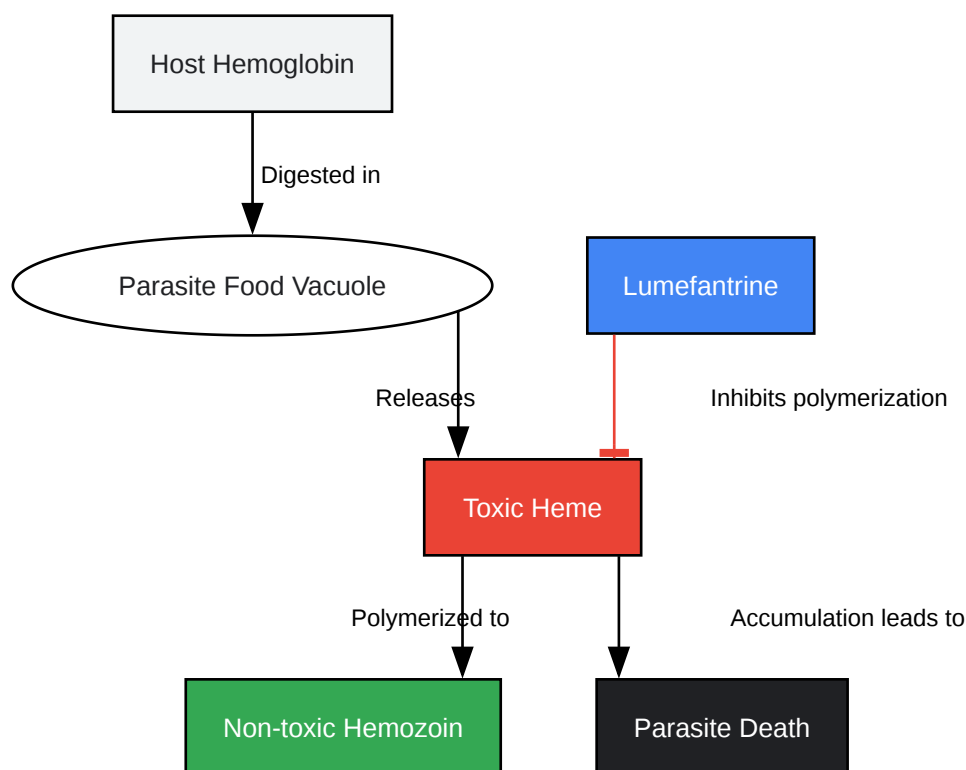 Host Hemoglobin
Digested in
Parasite Food Vacuole
Lumefantrine
Releases
Inhibits polymerization
Toxic Heme
Polymerized to
Accumulation leads to
Non-toxic Hemozoin
Parasite Death